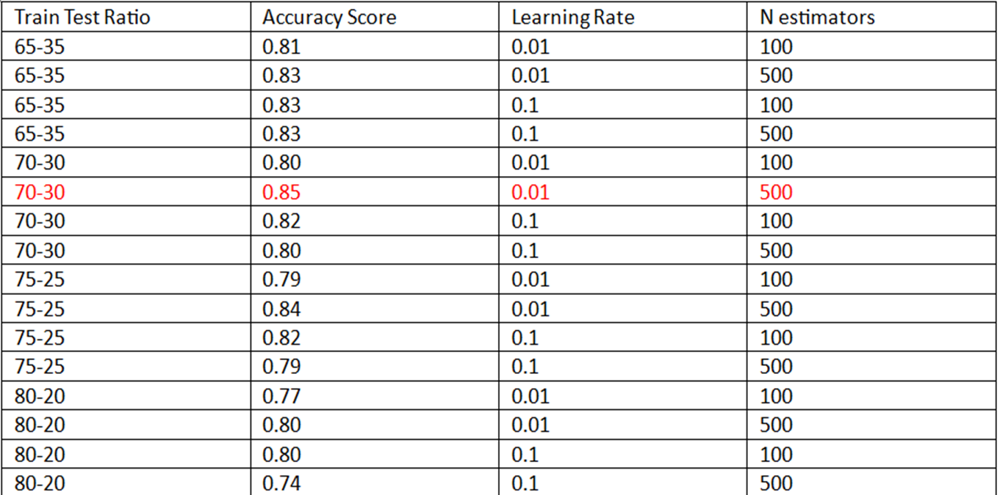 Train Test Ratio Accuracy Score Learning Rate N estimators
65-35 0.81 0.01 100
65-35 0.83 0.01 500
65-35 0.83 0.1 100
65-35 0.83 0.1 500
70-30 0.80 0.01 100
70-30 0.85 0.01 500
70-30 0.82 0.1 100
70-30 0.80 0.1 500
75-25 0.79 0.01 100
75-25 0.84 0.01 500
75-25 0.82 0.1 100
75-25 0.79 0.1 500
80-20 0.77 0.01 100
80-20 0.80 0.01 500
80-20 0.80 0.1 100
80-20 0.74 0.1 500